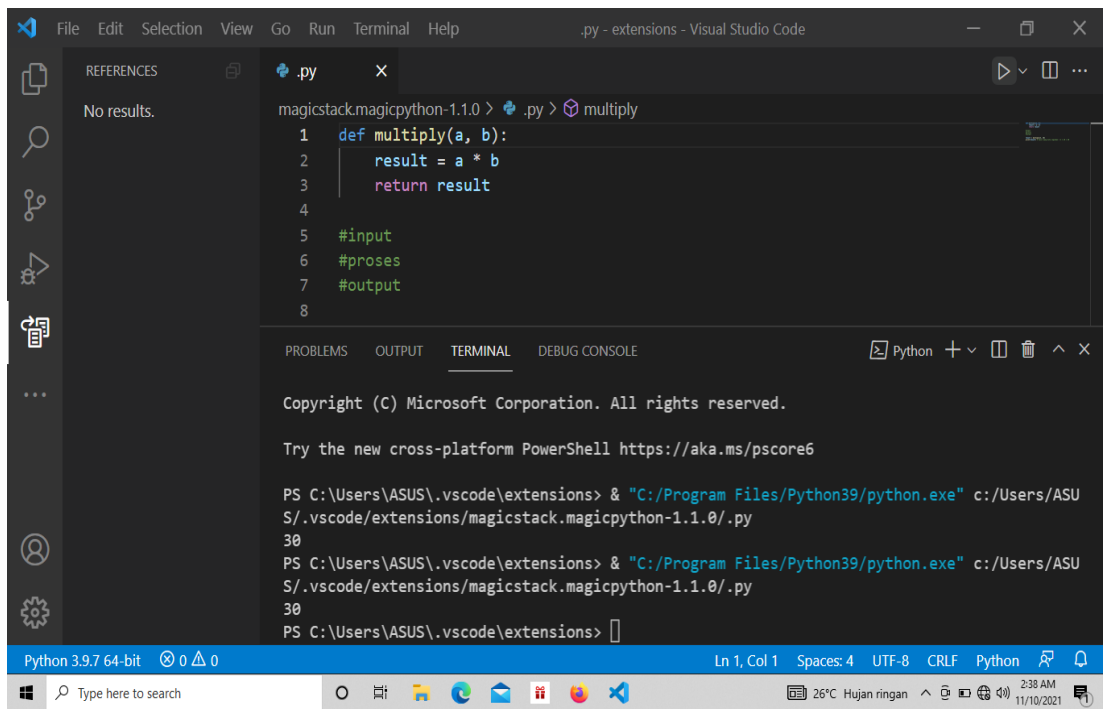 File Edit Selection View Go Run Terminal Help .py - extensions - Visual Studio Code
REFERENCES
No results.
.py
magicstack.magicpython-1.1.0 > .py > multiply
1 def multiply(a, b):
2 result = a * b
3 return result
4
5 #input
6 #proses
7 #output
8
PROBLEMS OUTPUT TERMINAL DEBUG CONSOLE Python
Copyright (C) Microsoft Corporation. All rights reserved.
Try the new cross-platform PowerShell https://aka.ms/pscore6
PS C:\Users\ASUS\.vscode\extensions> & "C:/Program Files/Python39/python.exe" c:/Users/ASU
S/.vscode/extensions/magicstack.magicpython-1.1.0/.py
30
PS C:\Users\ASUS\.vscode\extensions> & "C:/Program Files/Python39/python.exe" c:/Users/ASU
S/.vscode/extensions/magicstack.magicpython-1.1.0/.py
30
PS C:\Users\ASUS\.vscode\extensions>
Python 3.9.7 64-bit 0 0 Ln 1, Col 1 Spaces: 4 UTF-8 CRLF Python
Type here to search 26°C Hujan ringan 2:38 AM
11/10/2021 1